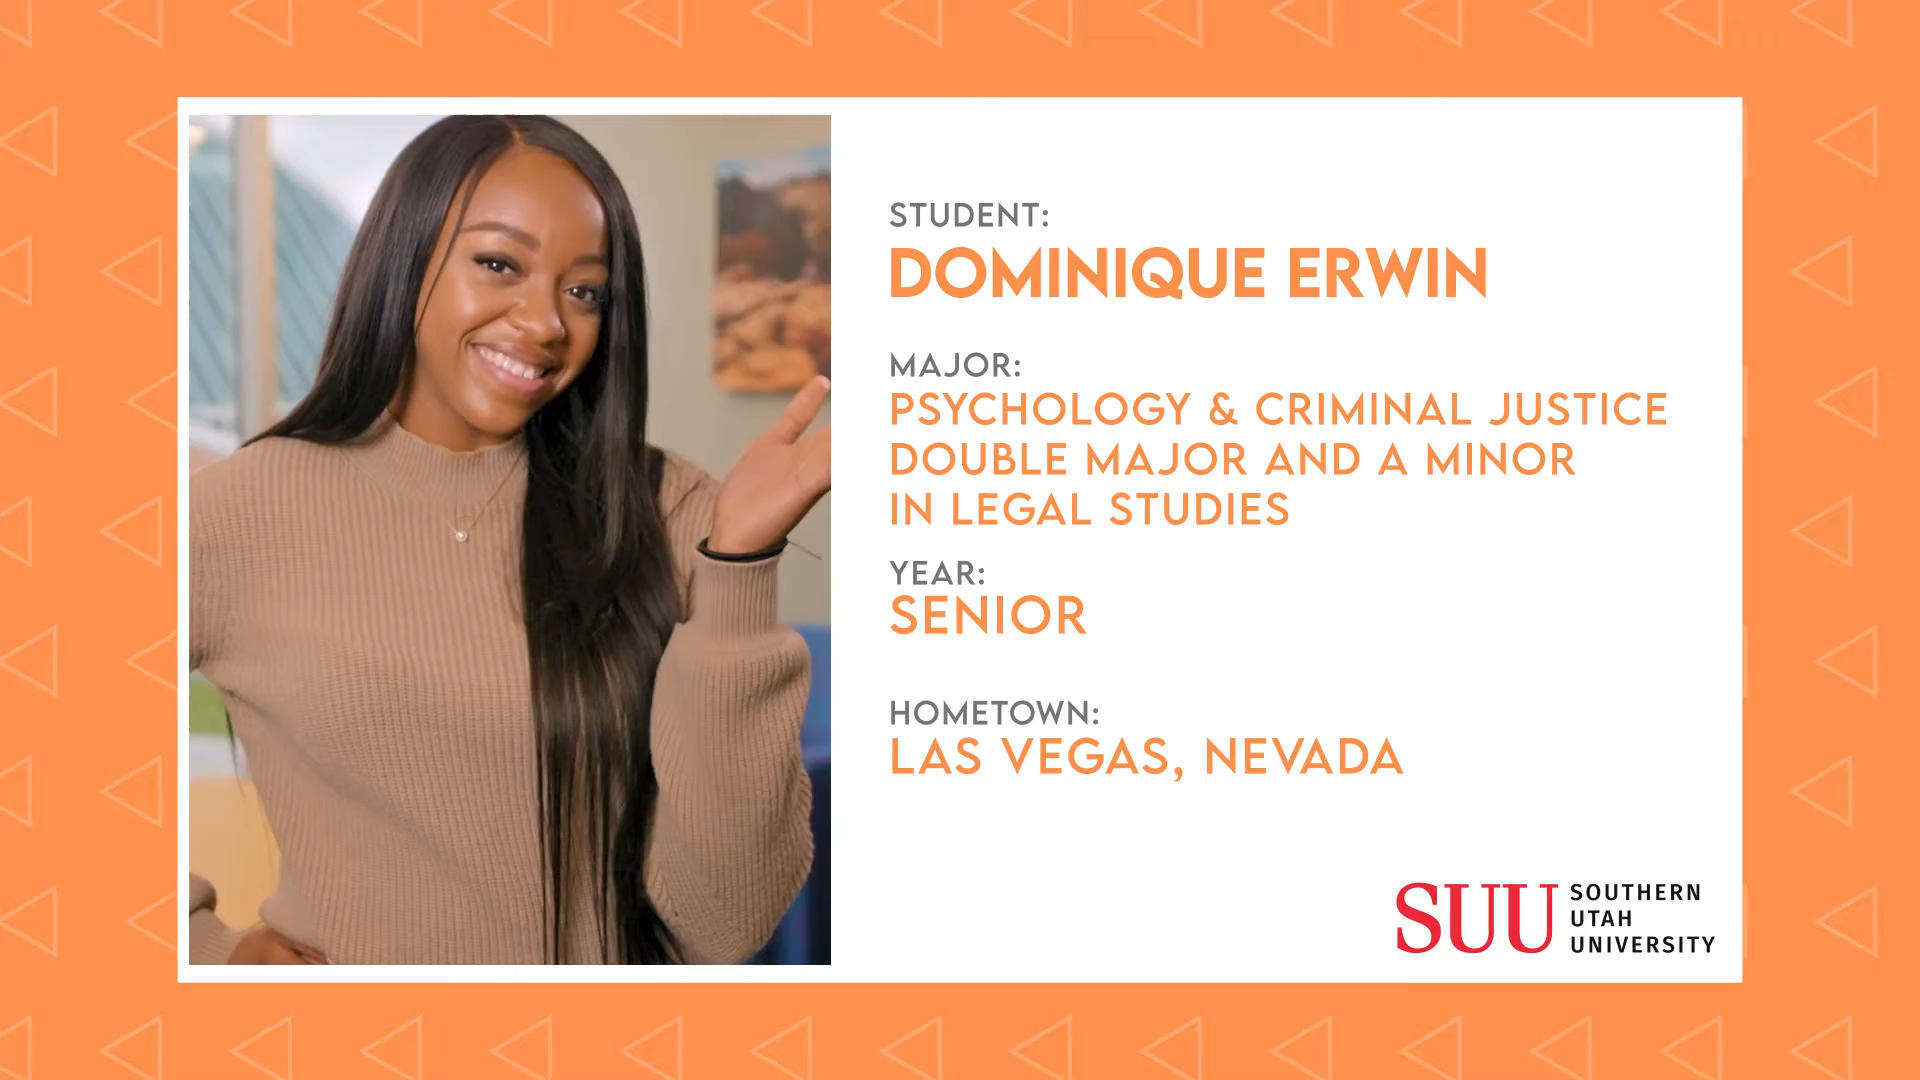 STUDENT:
DOMINIQUE ERWIN
MAJOR:
PSYCHOLOGY & CRIMINAL JUSTICE
DOUBLE MAJOR AND A MINOR
IN LEGAL STUDIES
YEAR:
SENIOR
HOMETOWN:
LAS VEGAS, NEVADA
SUU SOUTHERN
UTAH
UNIVERSITY